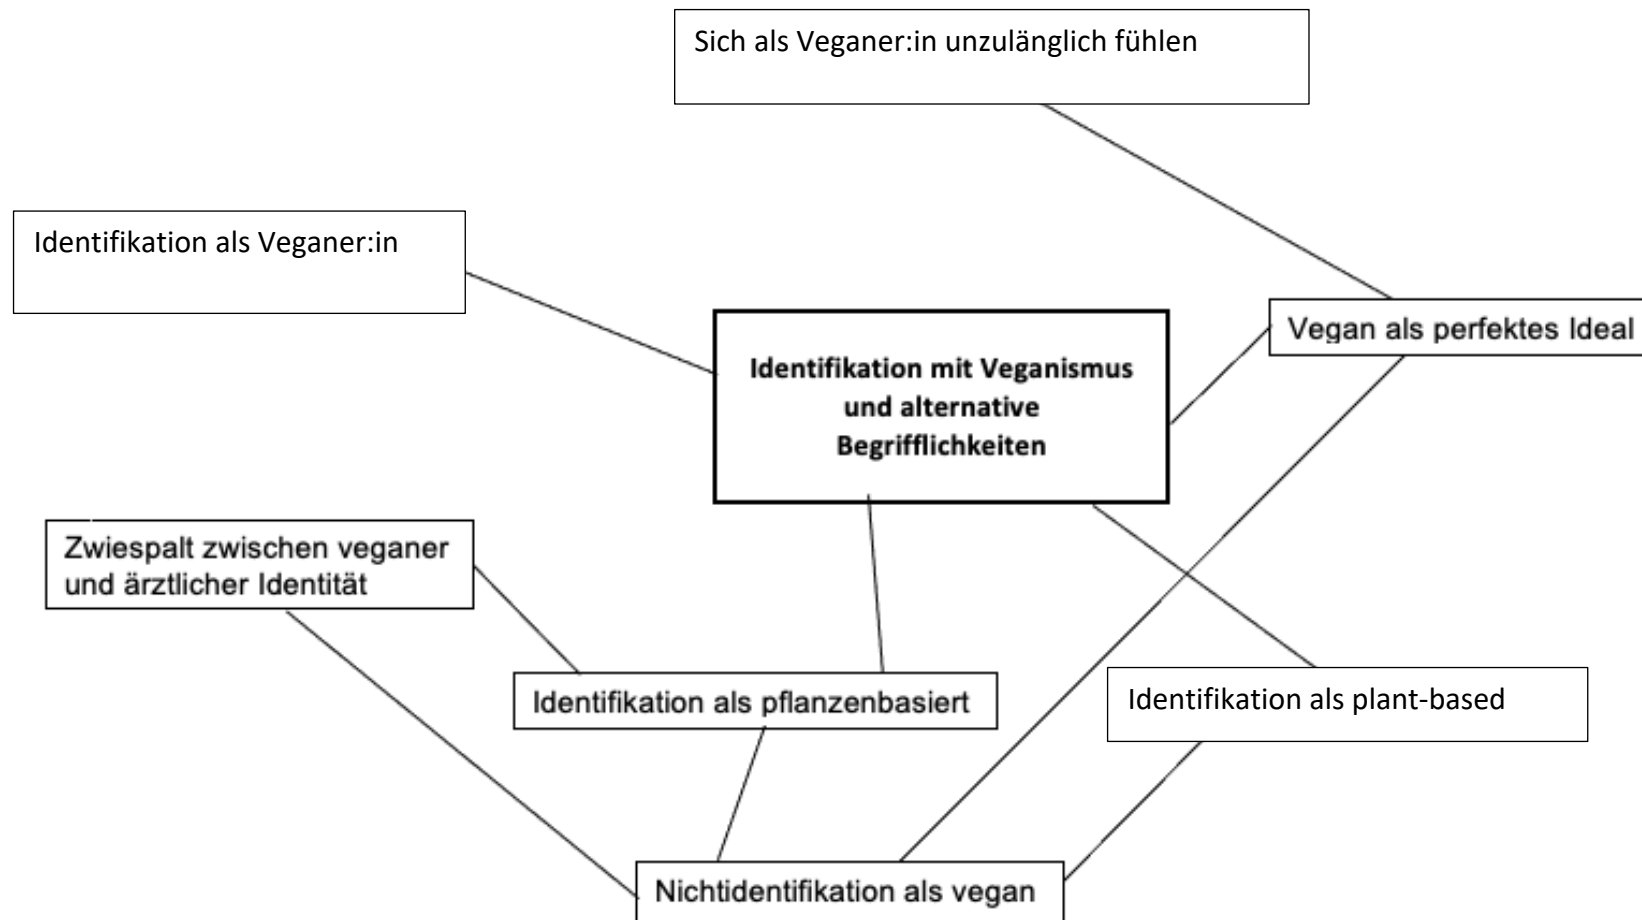 Sich als Veganer:in unzulänglich fühlen
Identifikation als Veganer:in
Vegan als perfektes Ideal
Identifikation mit Veganismus
und alternative
Begrifflichkeiten
Zwiespalt zwischen veganer
und ärztlicher Identität
Identifikation als pflanzenbasiert
Identifikation als plant-based
Nichtidentifikation als vegan